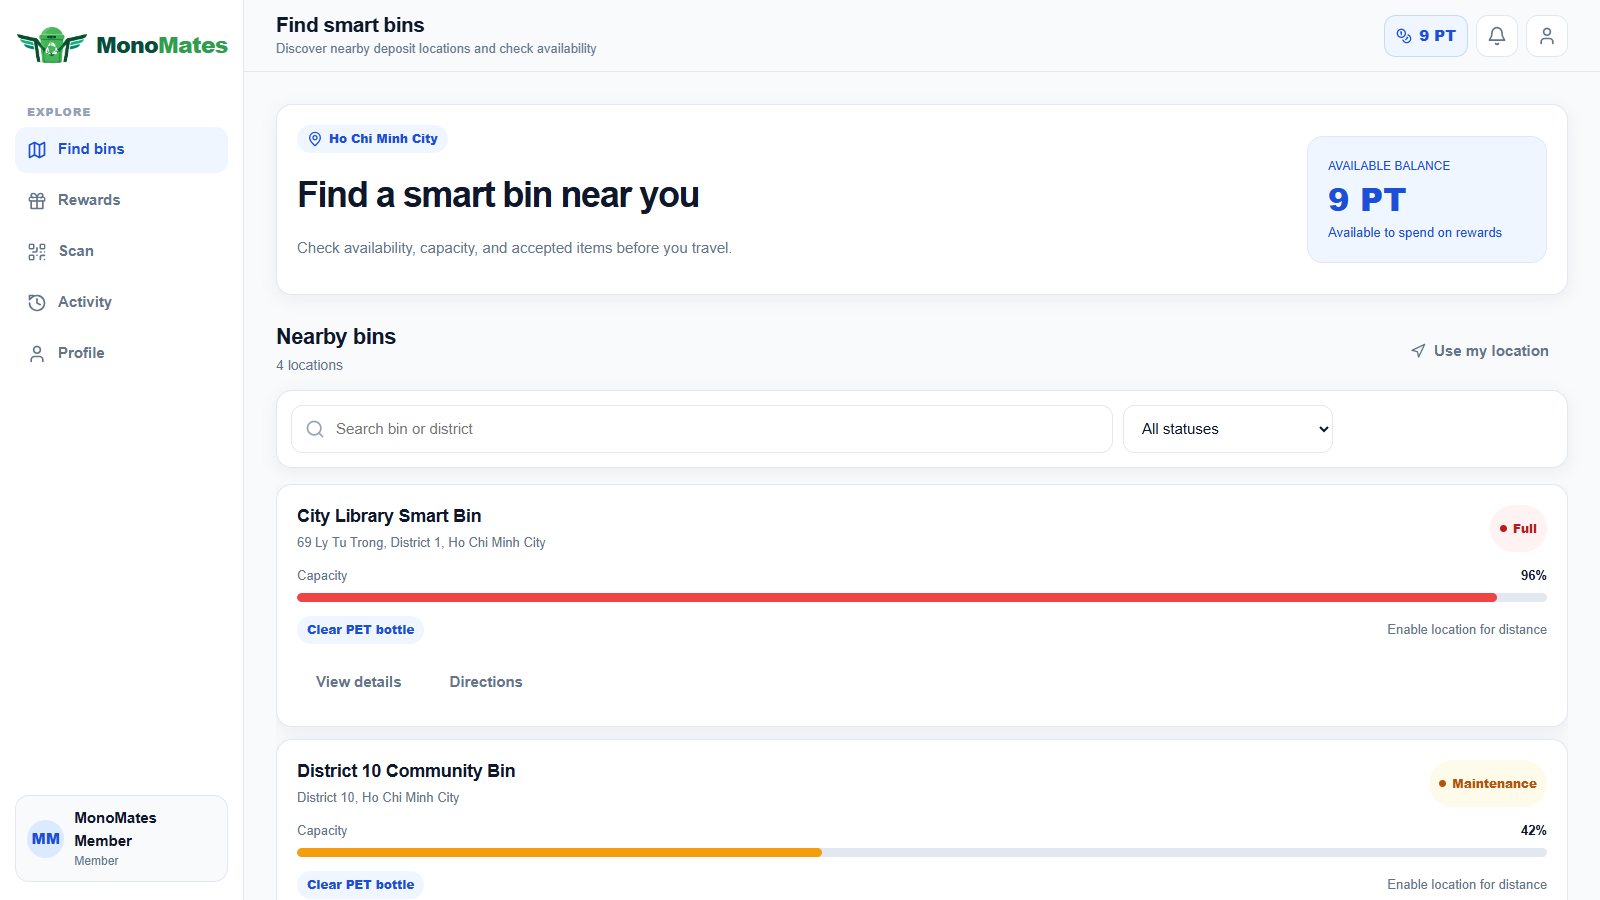 MonoMates
EXPLORE
Find bins
Rewards
Scan
Activity
Profile
MM
MonoMates
Member
Member
Find smart bins
Discover nearby deposit locations and check availability
9 PT
Ho Chi Minh City
Find a smart bin near you
Check availability, capacity, and accepted items before you travel.
AVAILABLE BALANCE
9 PT
Available to spend on rewards
Nearby bins
4 locations
Use my location
Search bin or district
All statuses
City Library Smart Bin
69 Ly Tu Trong, District 1, Ho Chi Minh City
Full
Capacity
96%
Clear PET bottle
Enable location for distance
View details
Directions
District 10 Community Bin
District 10, Ho Chi Minh City
Maintenance
Capacity
42%
Clear PET bottle
Enable location for distance